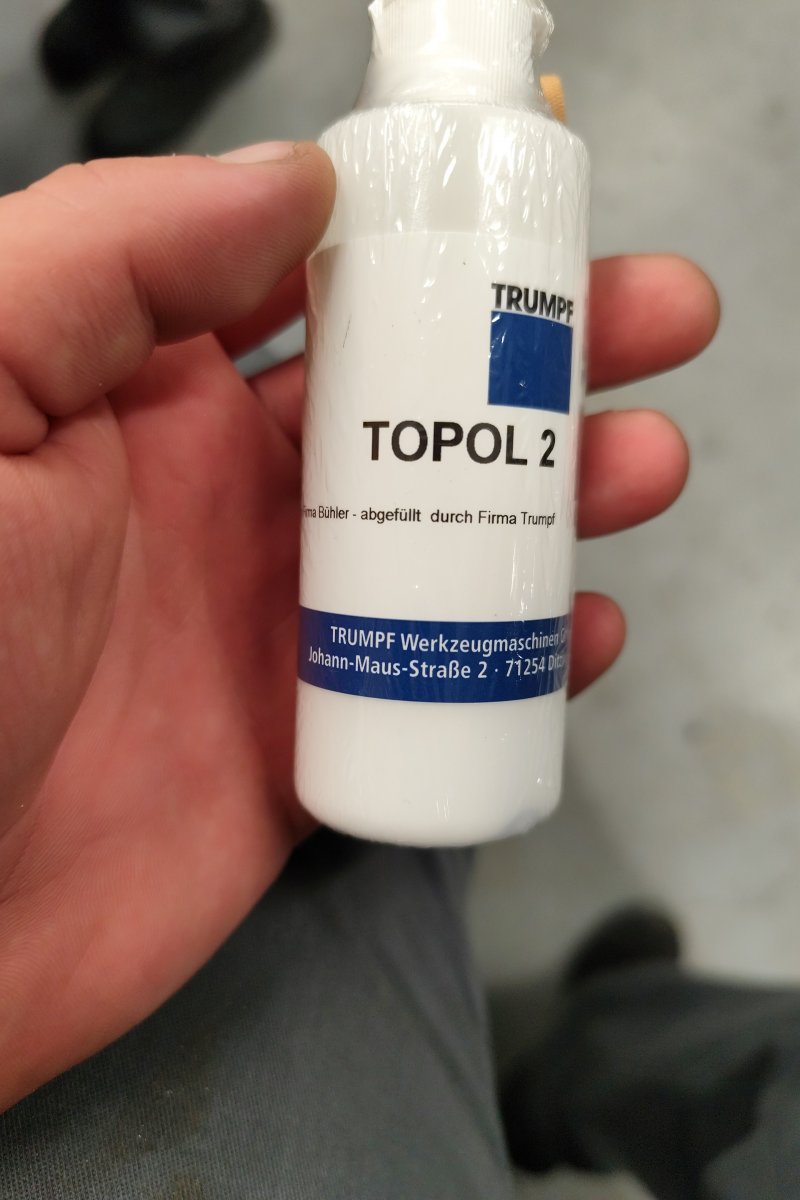 TRUMPF
TOPOL 2
Bühler - abgefüllt durch Firma Trumpf
TRUMPF Werkzeugmaschinen
Johann-Maus-Straße 2 · 71254